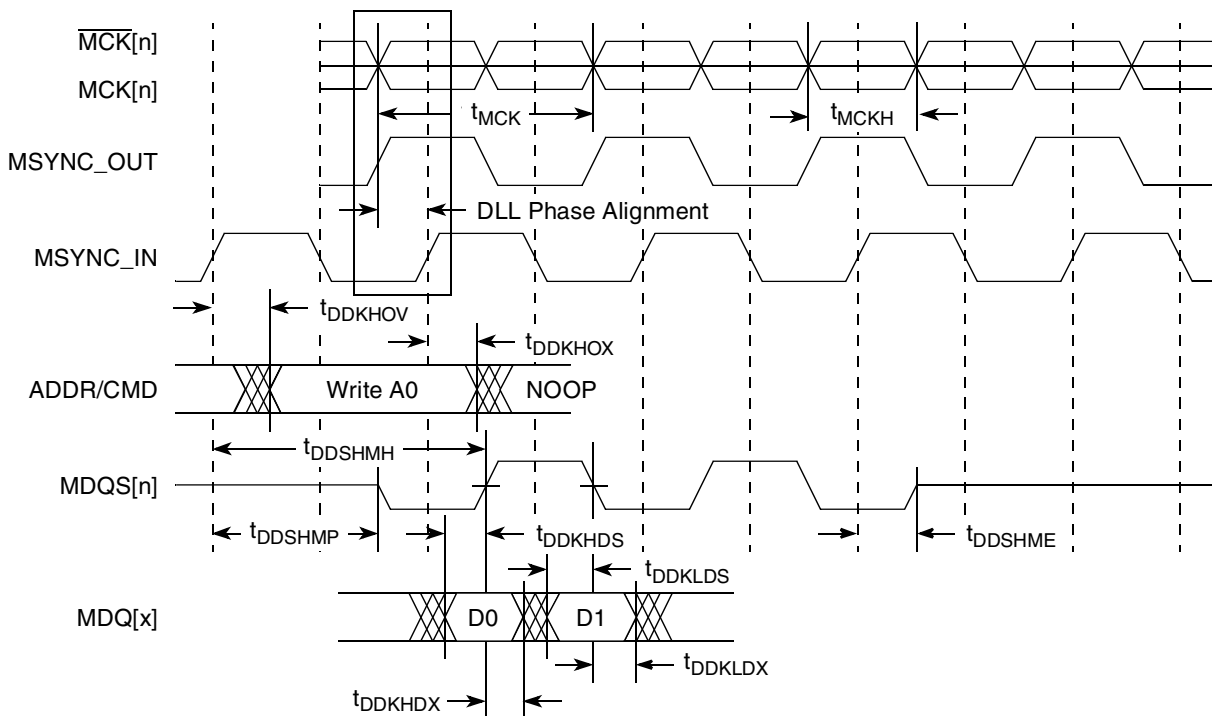 MCK[n]
MCK[n]
tMCK
tMCKH
MSYNC_OUT
DLL Phase Alignment
MSYNC_IN
tDDKHOV
tDDKHOX
ADDR/CMD
Write A0
NOOP
tDDSHMH
MDQS[n]
tDDSHMP
tDDKHDS
tDDSHME
tDDKLDS
MDQ[x]
D0
D1
tDDKLDX
tDDKHDX